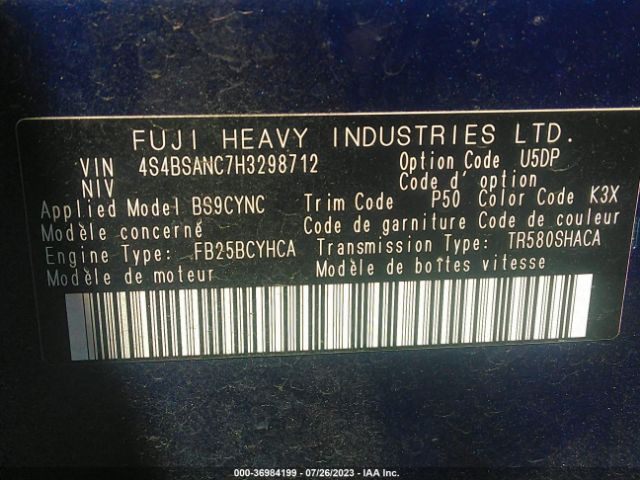 FUJI HEAVY INDUSTRIES LTD.
VIN 4S4BSANC7H3298712 Option Code U5DP
NIV Code d' option
Applied Model BS9CYNC Trim Code P50 Color Code K3X
Modèle concerné Code de garniture Code de couleur
Engine Type: FB25BCYHCA Transmission Type: TR580SHACA
Modèle de moteur Modèle de boîtes vitesse
000-36984199 / 07/26/2023 - IAA Inc.